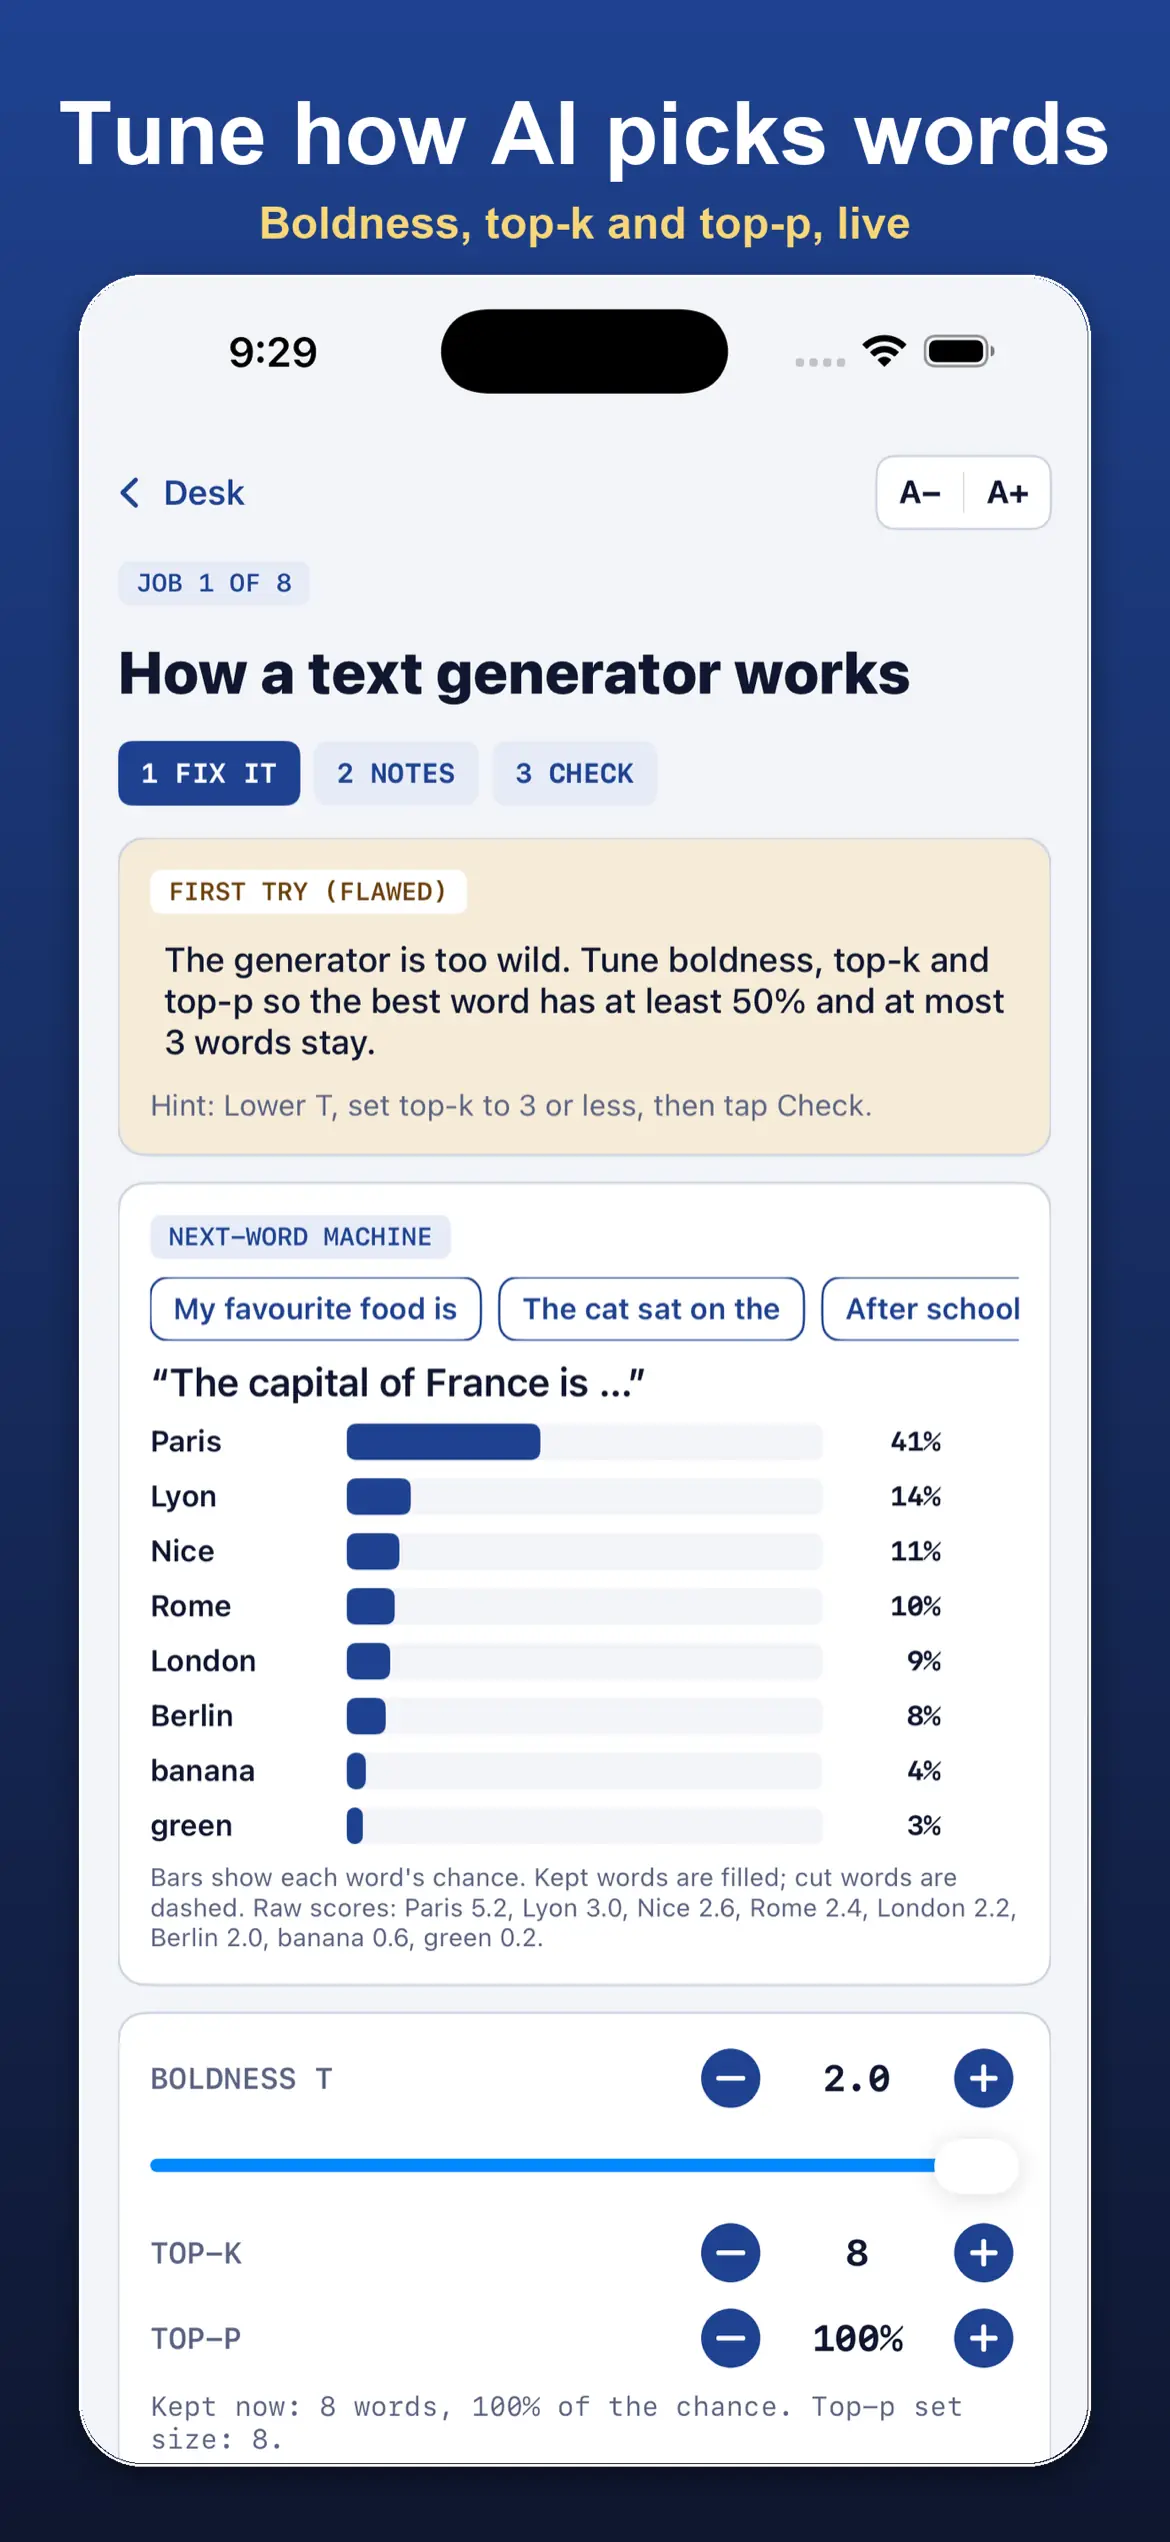 Tune how AI picks words
Boldness, top-k and top-p, live
9:29
Desk
A− A+
JOB 1 OF 8
How a text generator works
1 FIX IT 2 NOTES 3 CHECK
FIRST TRY (FLAWED)
The generator is too wild. Tune boldness, top-k and
top-p so the best word has at least 50% and at most
3 words stay.
Hint: Lower T, set top-k to 3 or less, then tap Check.
NEXT-WORD MACHINE
My favourite food is The cat sat on the After school
“The capital of France is ...”
Paris 41%
Lyon 14%
Nice 11%
Rome 10%
London 9%
Berlin 8%
banana 4%
green 3%
Bars show each word's chance. Kept words are filled; cut words are
dashed. Raw scores: Paris 5.2, Lyon 3.0, Nice 2.6, Rome 2.4, London 2.2,
Berlin 2.0, banana 0.6, green 0.2.
BOLDNESS T − 2.0 +
TOP-K − 8 +
TOP-P − 100% +
Kept now: 8 words, 100% of the chance. Top-p set
size: 8.